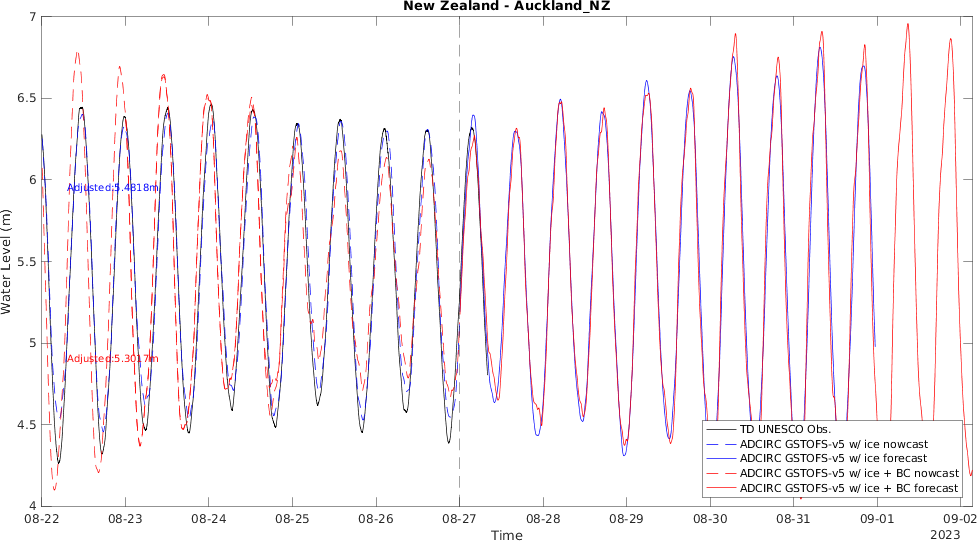 New Zealand - Auckland_NZ
7
6.5
6
5.5
5
4.5
4
Water Level (m)
Adjusted:5.4818m
Adjusted:5.3017m
TD UNESCO Obs.
ADCIRC GSTOFS-v5 w/ ice nowcast
ADCIRC GSTOFS-v5 w/ ice forecast
ADCIRC GSTOFS-v5 w/ ice + BC nowcast
ADCIRC GSTOFS-v5 w/ ice + BC forecast
08-22 08-23 08-24 08-25 08-26 08-27 08-28 08-29 08-30 08-31 09-01 09-02
2023
Time